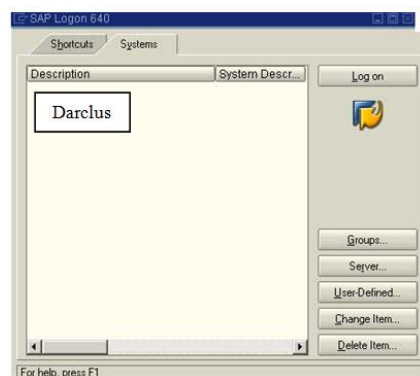 SAP Logon 640
Shortcuts
Systems
Description
System Descr...
Log on
Darclus
Groups...
Server...
User-Defined...
Change Item...
Delete Item...
For help, press F1